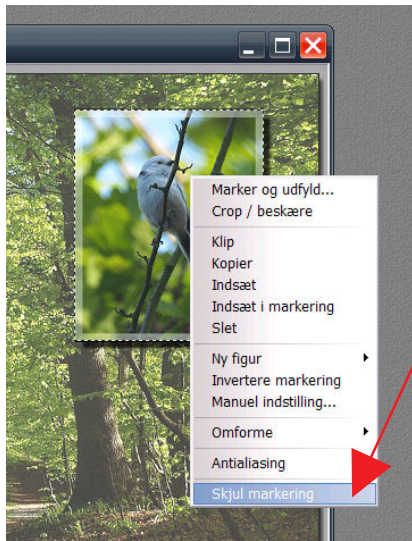 Marker og udfyld...
Crop / beskære
Klip
Kopier
Indsæt
Indsæt i markering
Slet
Ny figur
Invertere markering
Manuel indstilling...
Omforme
Antialiasing
Skjul markering